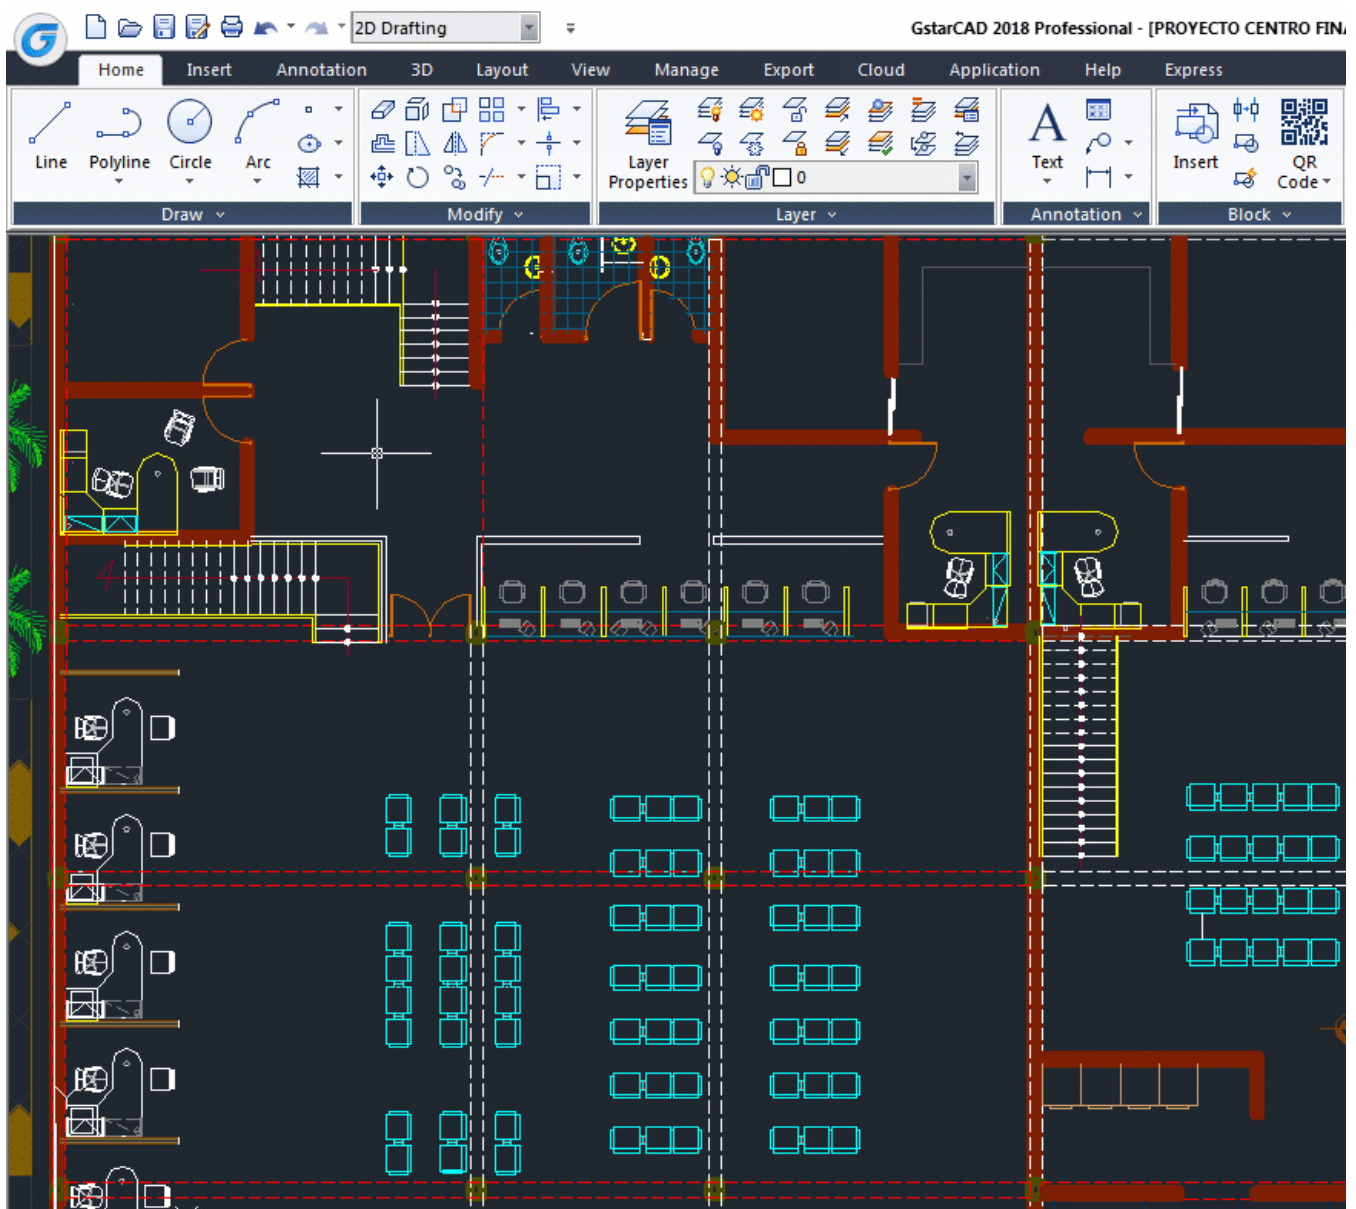 2D Drafting
GstarCAD 2018 Professional - [PROYECTO CENTRO FINA
Home Insert Annotation 3D Layout View Manage Export Cloud Application Help Express
Line Polyline Circle Arc
Layer Properties
0
Text
Insert
QR Code
Draw Modify Layer Annotation Block